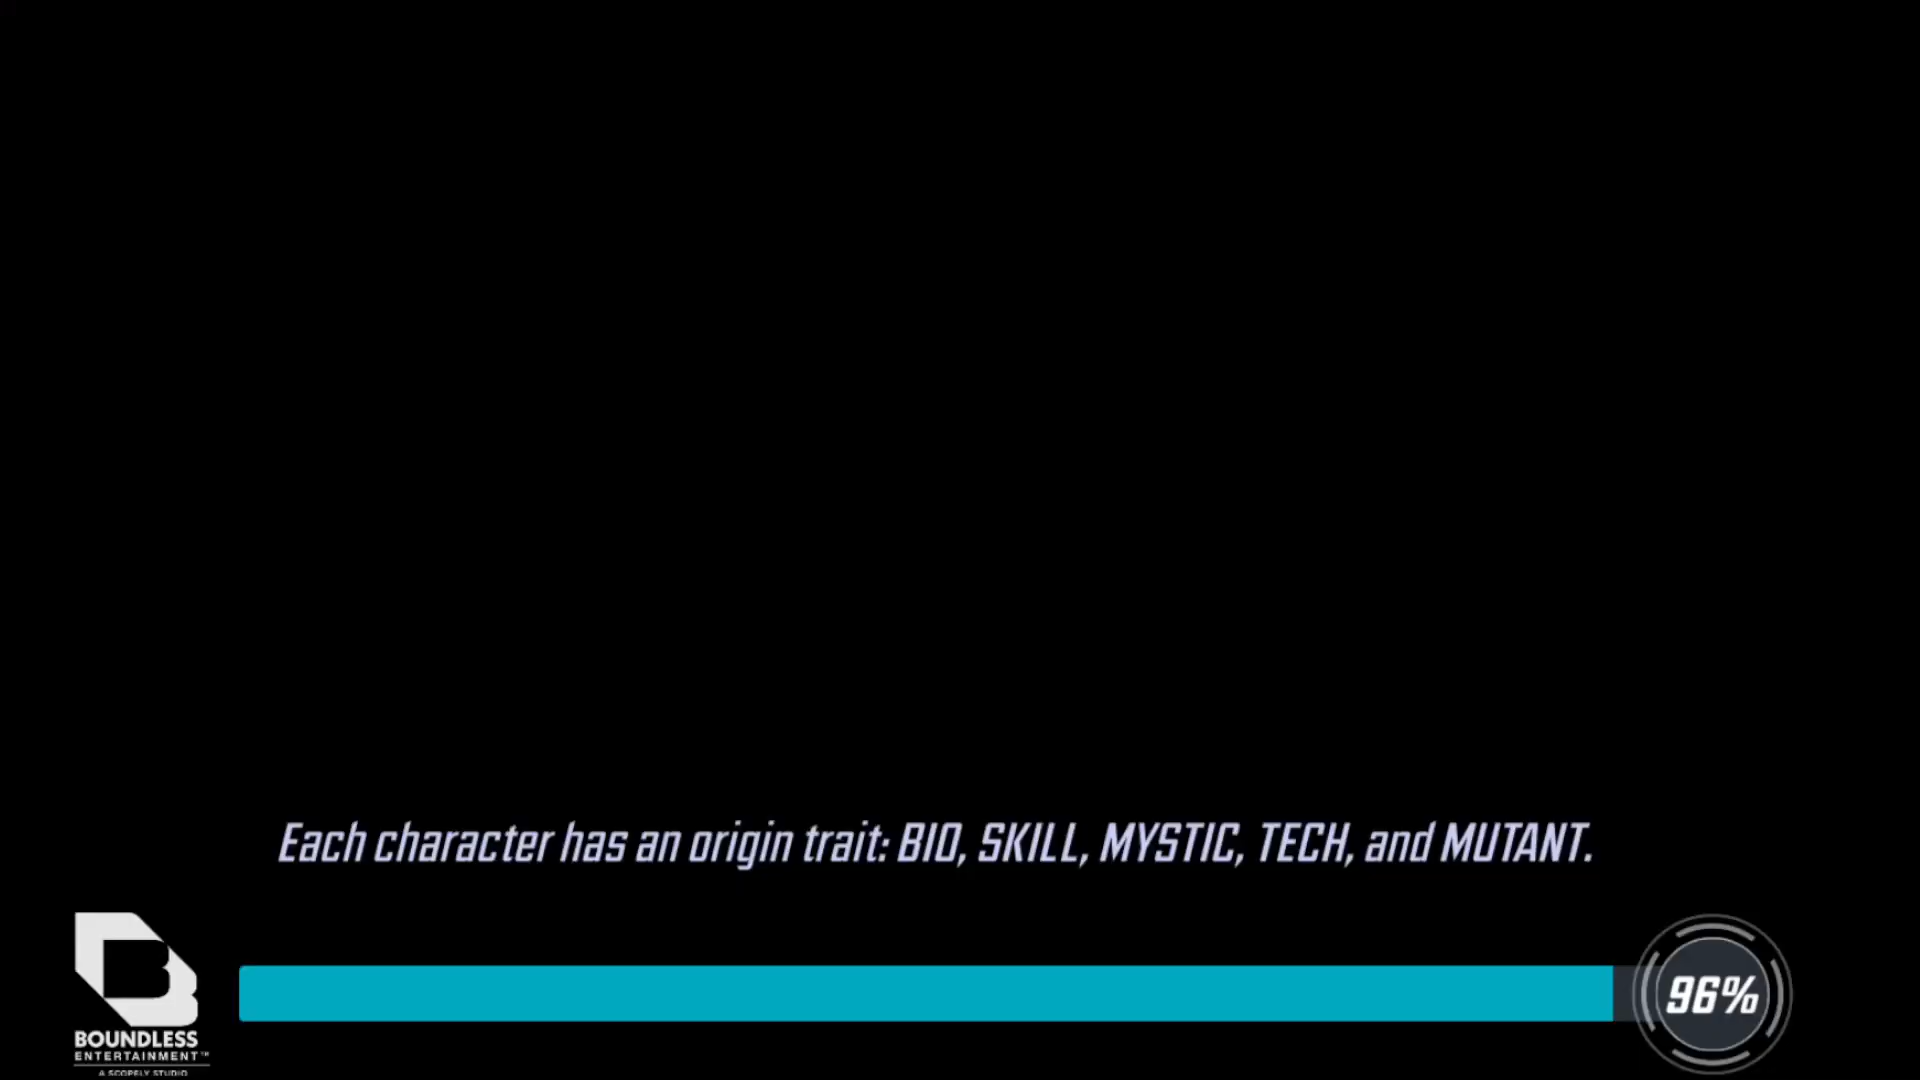 Each character has an origin trait: BIO, SKILL, MYSTIC, TECH, and MUTANT.
96%
BOUNDLESS
ENTERTAINMENT™
A SCOPELY STUDIO